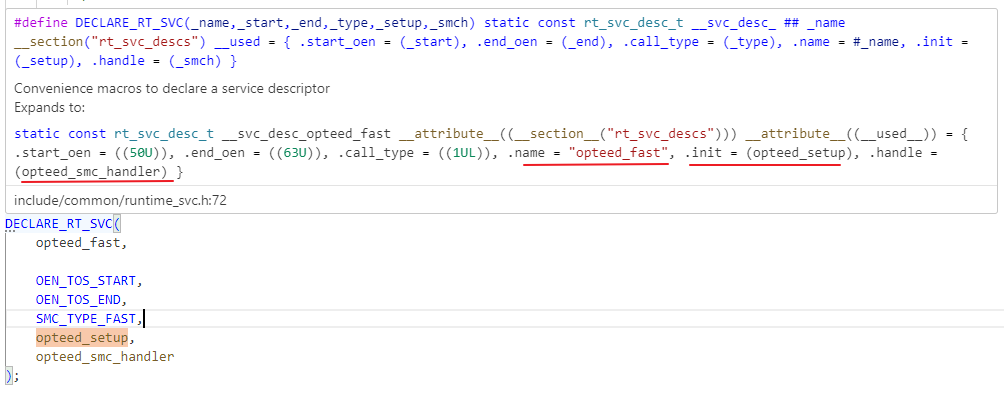 #define DECLARE_RT_SVC(_name,_start,_end,_type,_setup,_smch) static const rt_svc_desc_t __svc_desc_ ## _name
__section("rt_svc_descs") __used = { .start_oen = (_start), .end_oen = (_end), .call_type = (_type), .name = #_name, .init =
(_setup), .handle = (_smch) }
Convenience macros to declare a service descriptor
Expands to:
static const rt_svc_desc_t __svc_desc_opteed_fast __attribute__((__section__("rt_svc_descs"))) __attribute__((__used__)) = {
.start_oen = ((50U)), .end_oen = ((63U)), .call_type = ((1UL)), .name = "opteed_fast", .init = (opteed_setup), .handle =
(opteed_smc_handler) }
include/common/runtime_svc.h:72
DECLARE_RT_SVC(
opteed_fast,
OEN_TOS_START,
OEN_TOS_END,
SMC_TYPE_FAST,
opteed_setup,
opteed_smc_handler
);